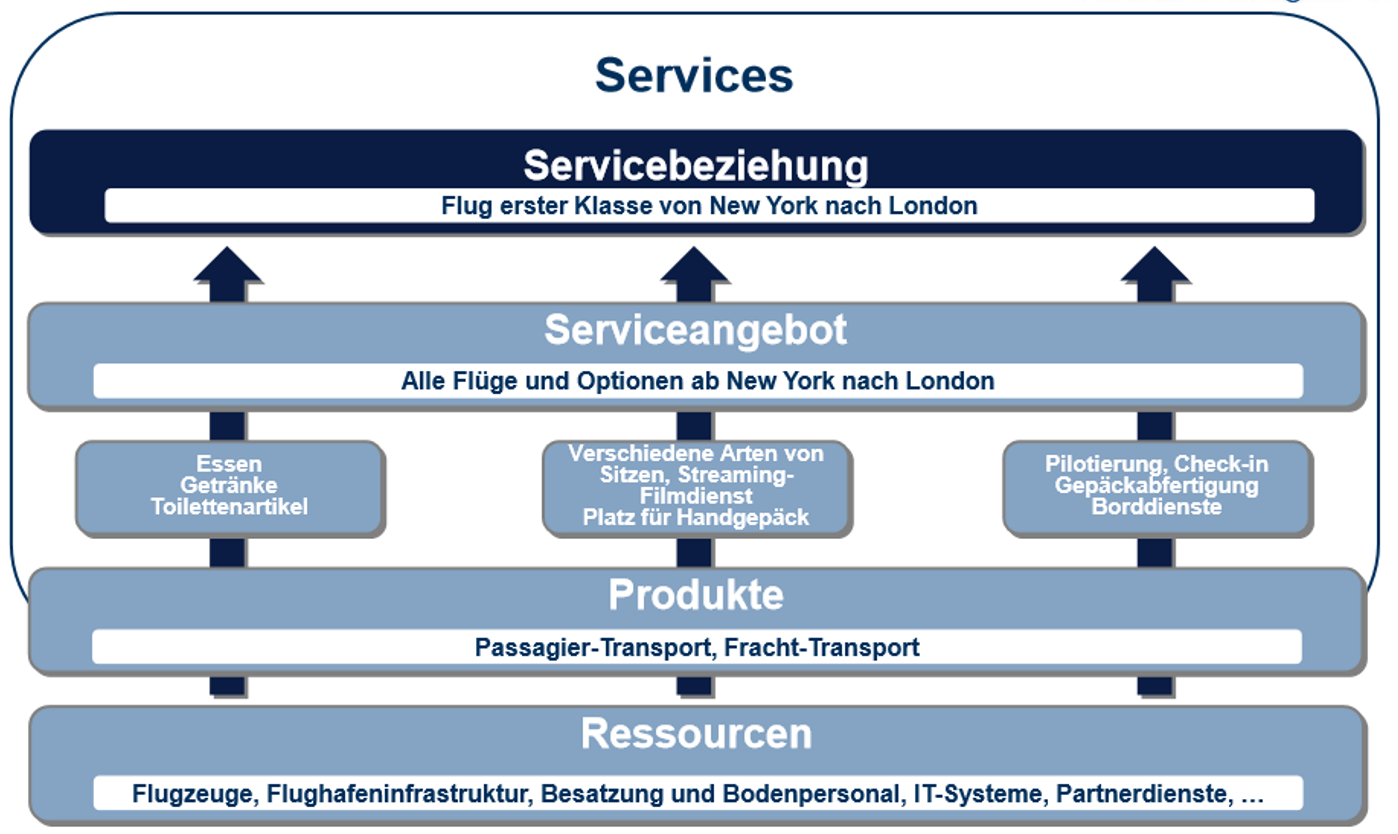 Services
Servicebeziehung
Flug erster Klasse von New York nach London
Serviceangebot
Alle Flüge und Optionen ab New York nach London
Essen
Getränke
Toilettenartikel
Verschiedene Arten von
Sitzen, Streaming-
Filmdienst
Platz für Handgepäck
Pilotierung, Check-in
Gepäckabfertigung
Borddienste
Produkte
Passagier-Transport, Fracht-Transport
Ressourcen
Flugzeuge, Flughafeninfrastruktur, Besatzung und Bodenpersonal, IT-Systeme, Partnerdienste, …